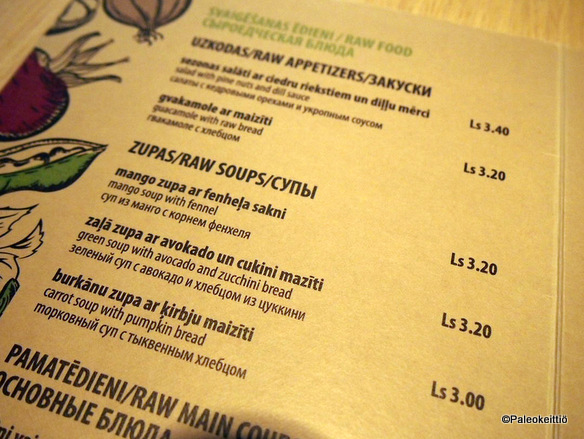 SVAIGĒŠANAS ĒDIENI / RAW FOOD
СЫРОЕДЧЕСКАЯ БЛЮДА
UZKODAS/RAW APPETIZERS/ЗАКУСКИ
sezonas salāti ar ciedru riekstiem un diļļu mērci
salad with pine nuts and dill sauce
салаты с кедровыми орехами и укропным соусом
Ls 3.40
gvakamole ar maizīti
guacamole with raw bread
гвакамоле с хлебцом
Ls 3.20
ZUPAS/RAW SOUPS/СУПЫ
mango zupa ar fenheļa sakni
mango soup with fennel
суп из манго с корнем фенхеля
Ls 3.20
zaļā zupa ar avokado un cukini mazīti
green soup with avocado and zucchini bread
зеленый суп с авокадо и хлебцом из цуккини
Ls 3.20
burkānu zupa ar ķirbju maizīti
carrot soup with pumpkin bread
морковный суп с тыквенным хлебцом
Ls 3.00
PAMATĒDIENI/RAW MAIN COUR
ОСНОВНЫЕ БЛЮДА
©Paleokeittiö